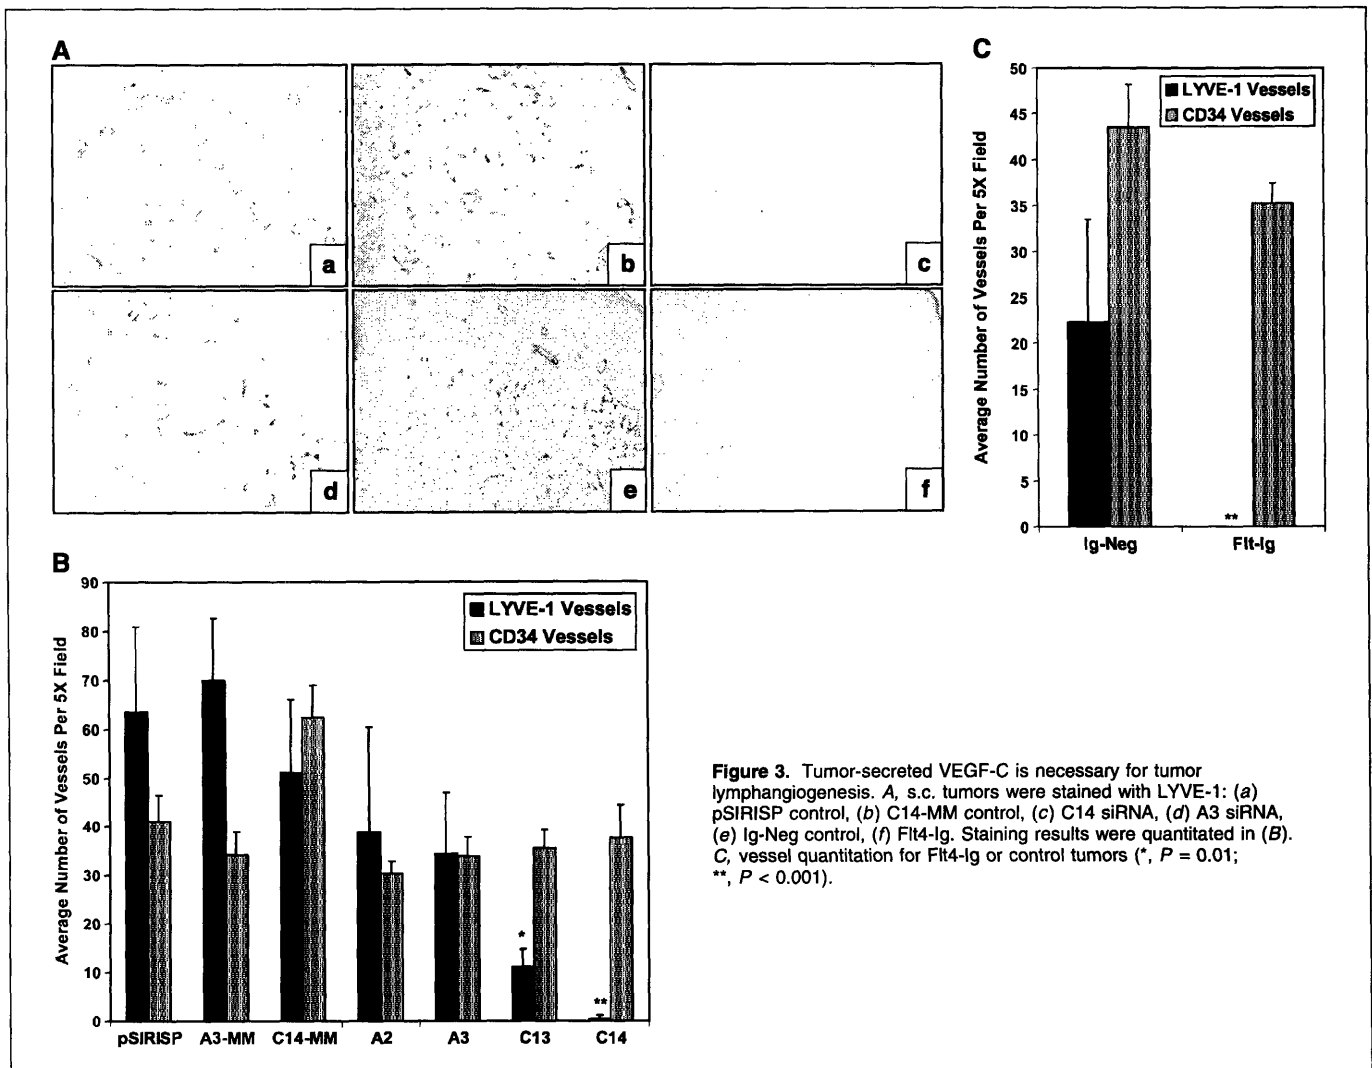 A
a
b
c
d
e
f
C
Average Number of Vessels Per 5X Field
50
45
40
35
30
25
20
15
10
5
0
LYVE-1 Vessels
CD34 Vessels
**
Ig-Neg
Flt-Ig
B
Average Number of Vessels Per 5X Field
90
80
70
60
50
40
30
20
10
0
LYVE-1 Vessels
CD34 Vessels
*
**
pSIRISP
A3-MM
C14-MM
A2
A3
C13
C14
Figure 3. Tumor-secreted VEGF-C is necessary for tumor
lymphangiogenesis. A, s.c. tumors were stained with LYVE-1: (a)
pSIRISP control, (b) C14-MM control, (c) C14 siRNA, (d) A3 siRNA,
(e) Ig-Neg control, (f) Flt4-Ig. Staining results were quantitated in (B).
C, vessel quantitation for Flt4-Ig or control tumors (*, P = 0.01;
**, P < 0.001).